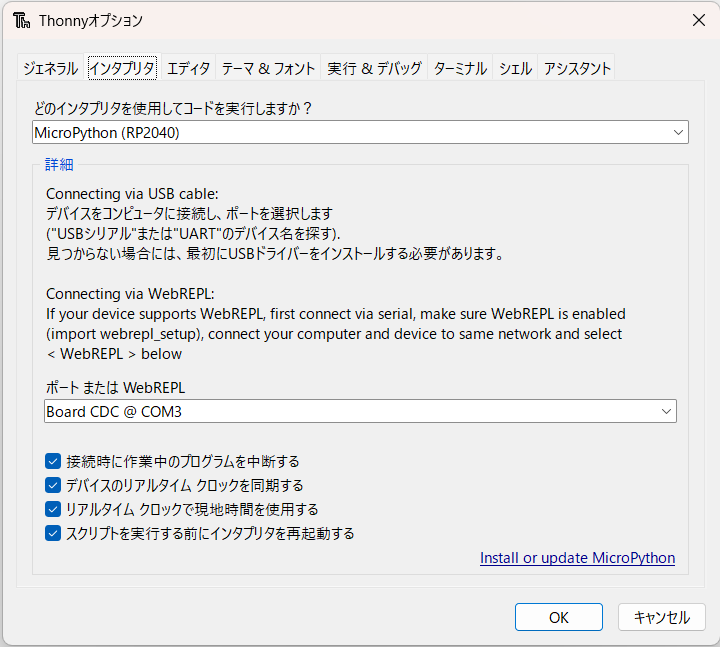 Thonnyオプション
ジェネラル インタプリタ エディタ テーマ & フォント 実行 & デバッグ ターミナル シェル アシスタント
どのインタプリタを使用してコードを実行しますか？
MicroPython (RP2040)
詳細
Connecting via USB cable:
デバイスをコンピュータに接続し、ポートを選択します
("USBシリアル"または"UART"のデバイス名を探す).
見つからない場合には、最初にUSBドライバーをインストールする必要があります。
Connecting via WebREPL:
If your device supports WebREPL, first connect via serial, make sure WebREPL is enabled
(import webrepl_setup), connect your computer and device to same network and select
< WebREPL > below
ポート または WebREPL
Board CDC @ COM3
接続時に作業中のプログラムを中断する
デバイスのリアルタイム クロックを同期する
リアルタイム クロックで現地時間を使用する
スクリプトを実行する前にインタプリタを再起動する
Install or update MicroPython
OK キャンセル